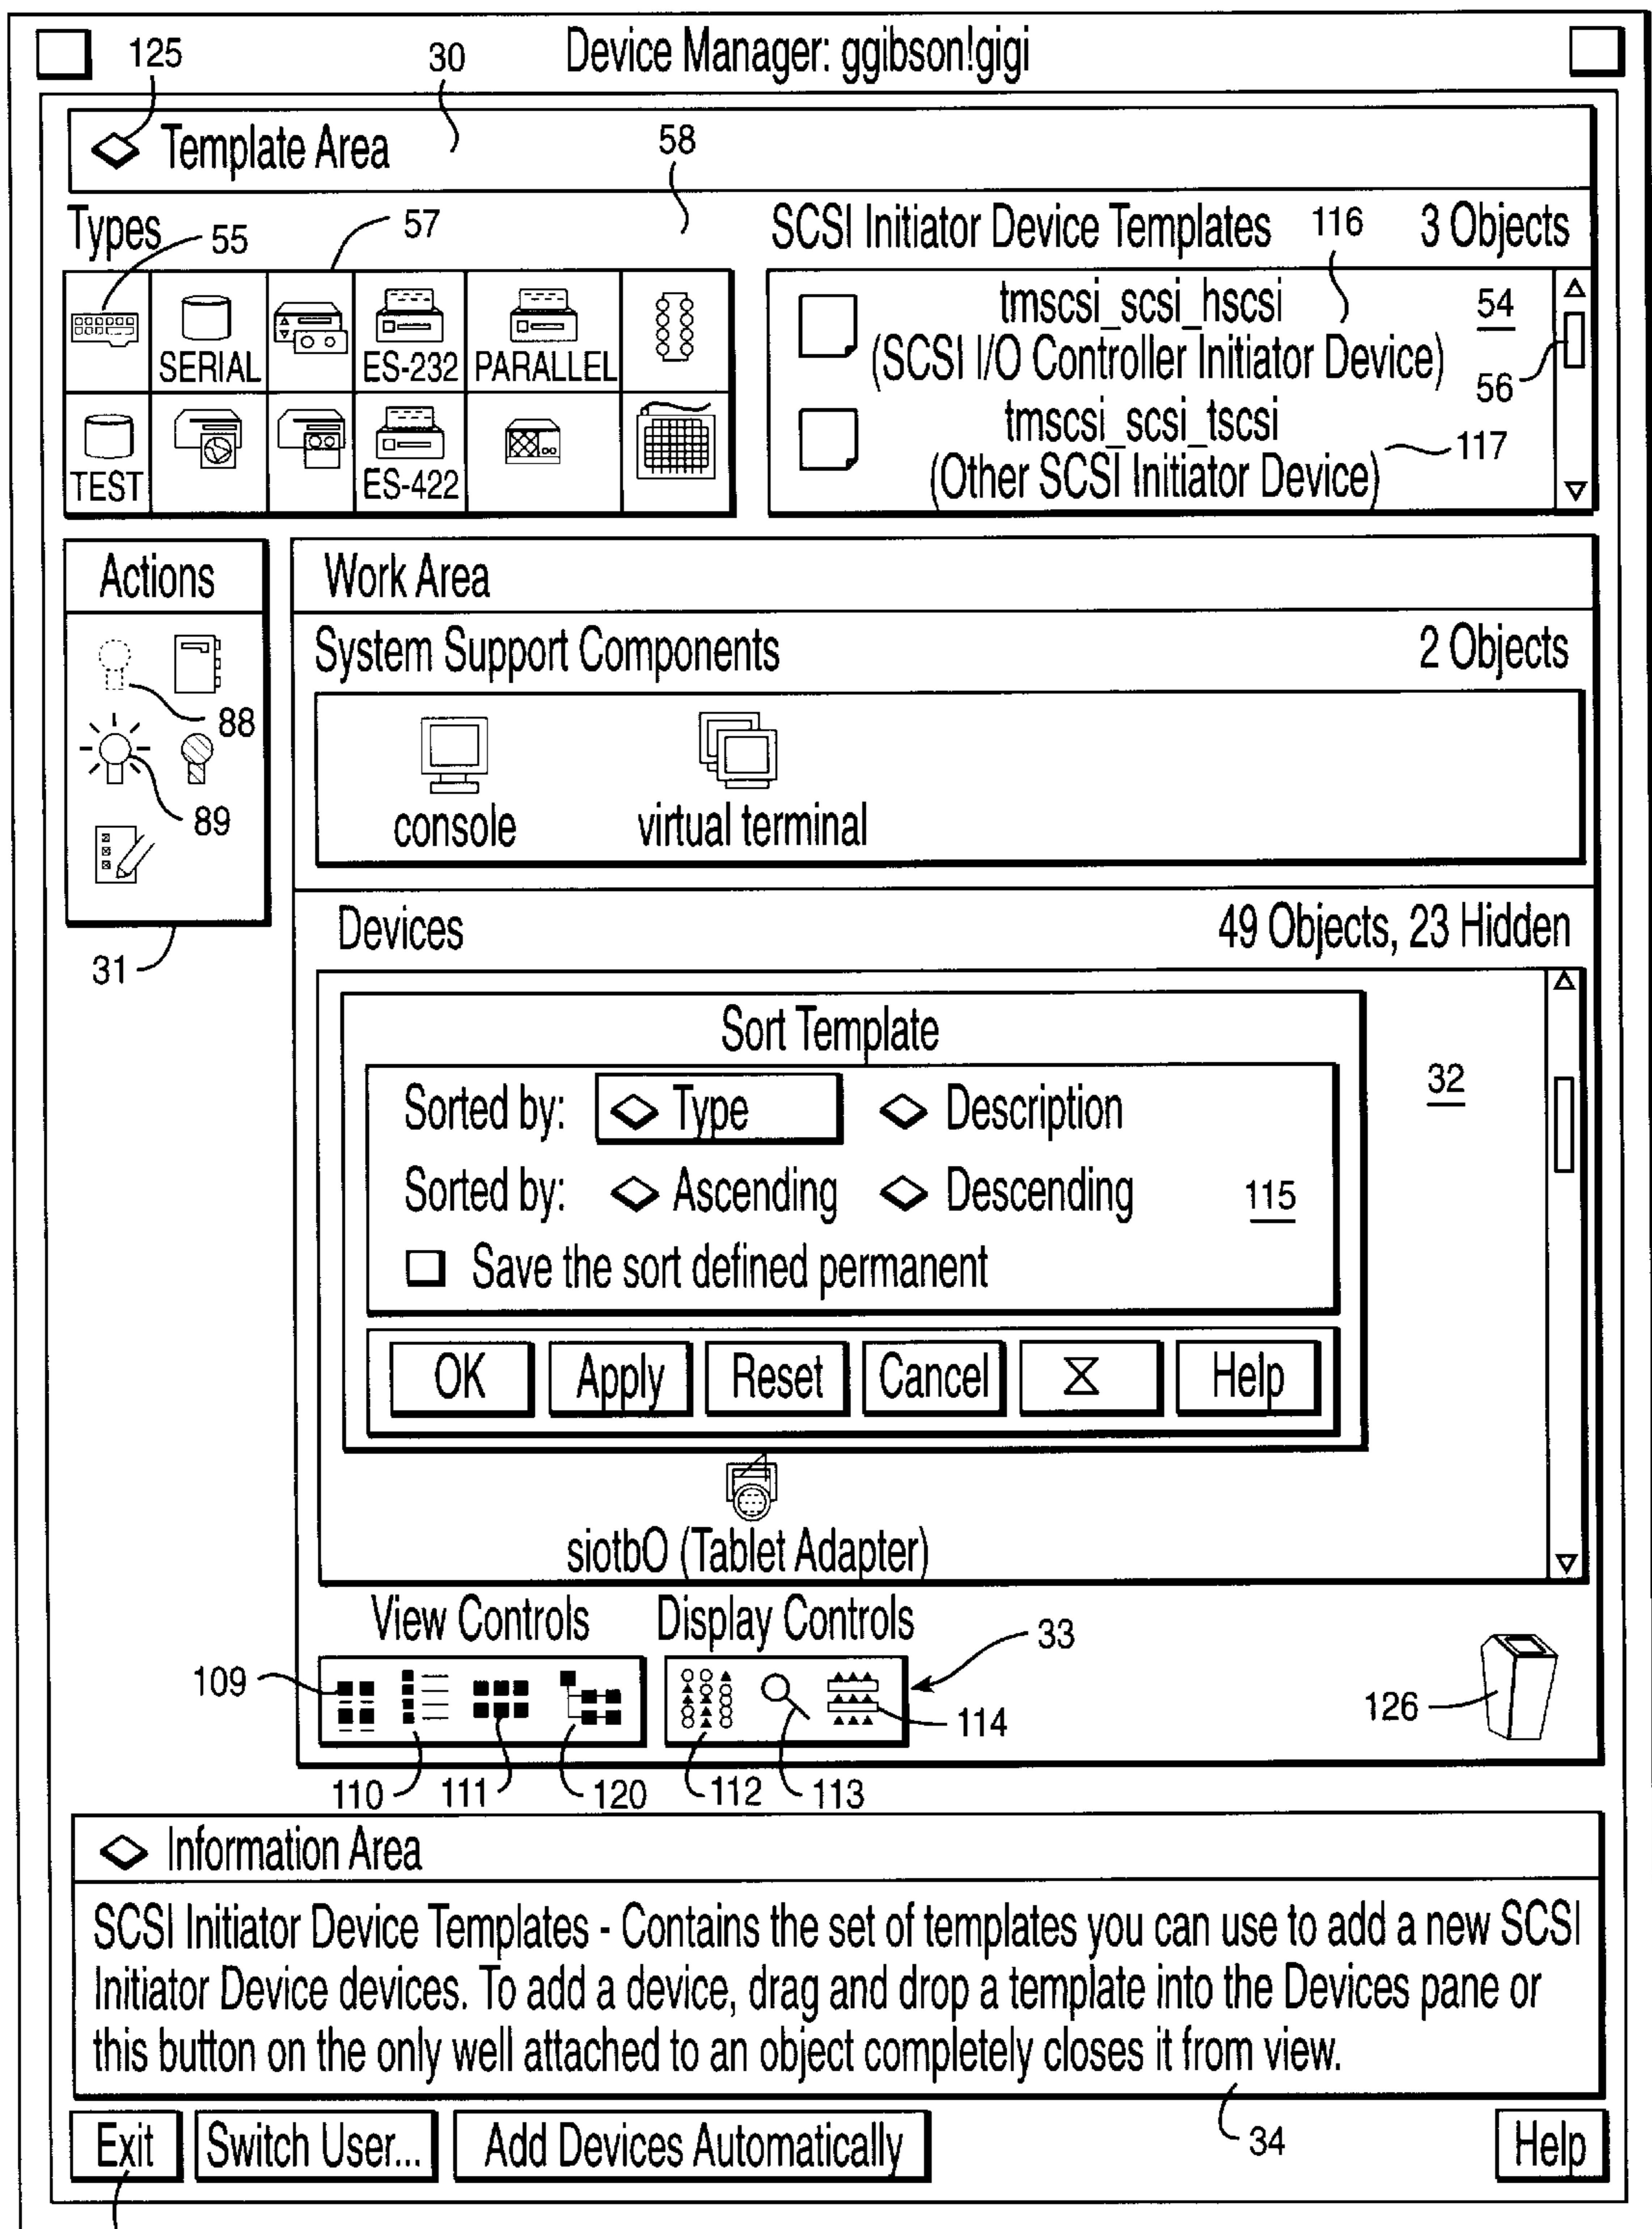 Device Manager: ggibson!gigi
125
30
Template Area
58
Types
55
57
SCSI Initiator Device Templates
116
3 Objects
SERIAL
ES-232
PARALLEL
TEST
ES-422
tmscsi_scsi_hscsi
54
(SCSI I/O Controller Initiator Device)
56
tmscsi_scsi_tscsi
117
(Other SCSI Initiator Device)
Actions
88
89
31
Work Area
System Support Components
2 Objects
console
virtual terminal
Devices
49 Objects, 23 Hidden
Sort Template
32
Sorted by:
Type
Description
Sorted by:
Ascending
Descending
115
Save the sort defined permanent
OK
Apply
Reset
Cancel
Help
siotbO (Tablet Adapter)
View Controls
Display Controls
33
109
114
126
110
111
120
112
113
Information Area
SCSI Initiator Device Templates - Contains the set of templates you can use to add a new SCSI
Initiator Device devices. To add a device, drag and drop a template into the Devices pane or
this button on the only well attached to an object completely closes it from view.
34
Exit
Switch User...
Add Devices Automatically
Help